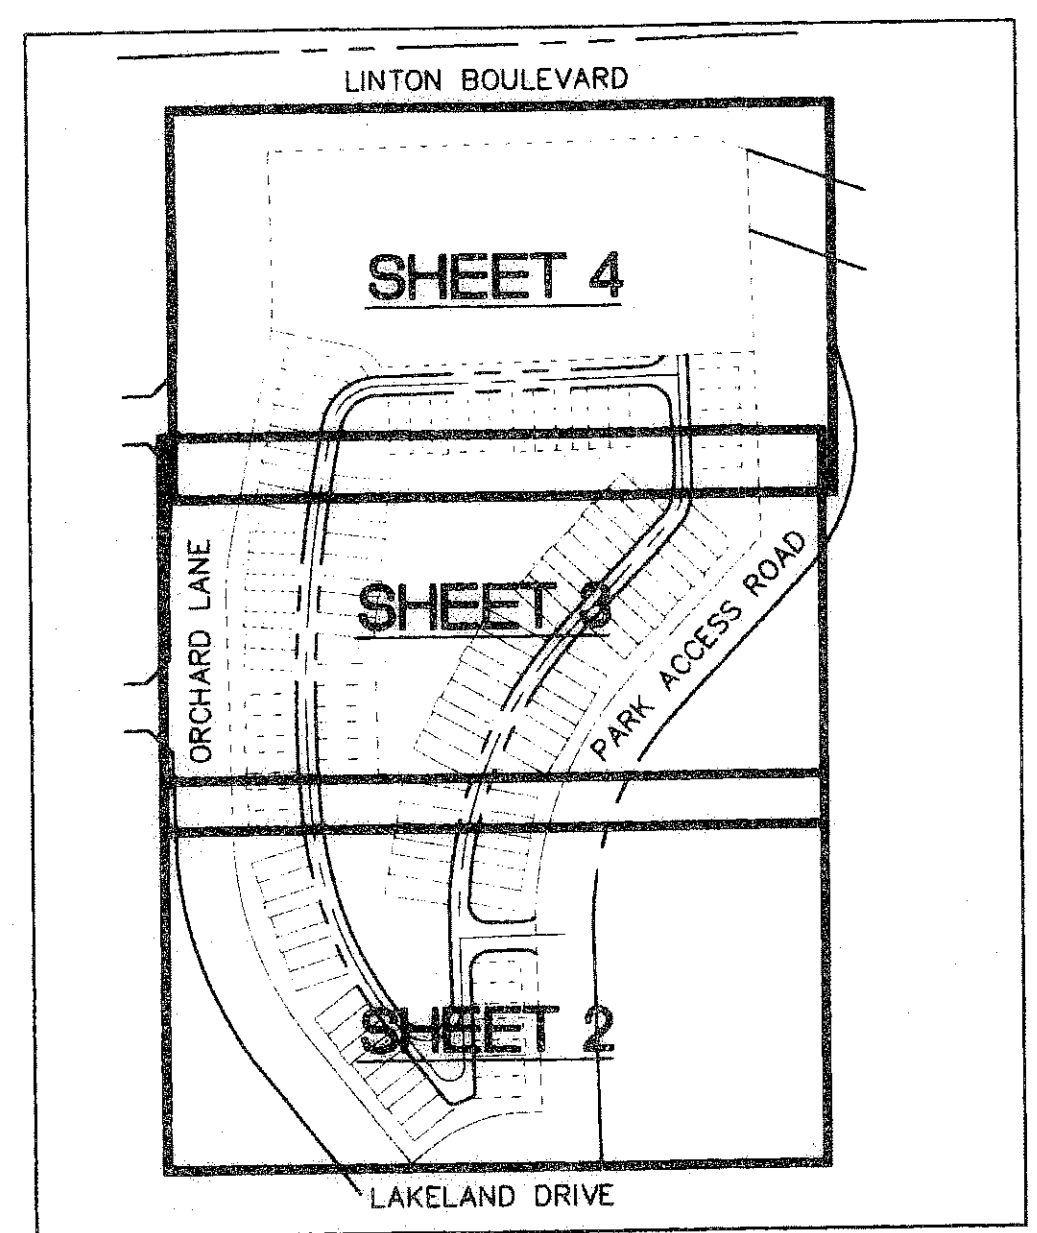 LINTON BOULEVARD
SHEET 4
ORCHARD LANE
SHEET 3
PARK ACCESS ROAD
SHEET 2
LAKELAND DRIVE